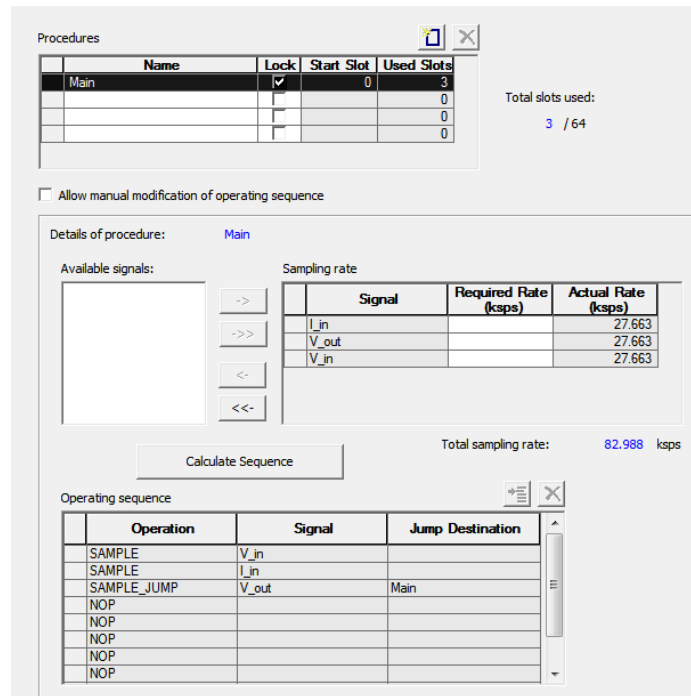 Procedures
Name Lock Start Slot Used Slots
Main 0 3
0
0
0
Total slots used:
3 / 64
Allow manual modification of operating sequence
Details of procedure: Main
Available signals:
Sampling rate
-> 
->>
<-
<<-
Signal Required Rate (ksps) Actual Rate (ksps)
I_in 27.663
V_out 27.663
V_in 27.663
Total sampling rate: 82.988 ksps
Calculate Sequence
Operating sequence
Operation Signal Jump Destination
SAMPLE V_in
SAMPLE I_in
SAMPLE_JUMP V_out Main
NOP
NOP
NOP
NOP
NOP